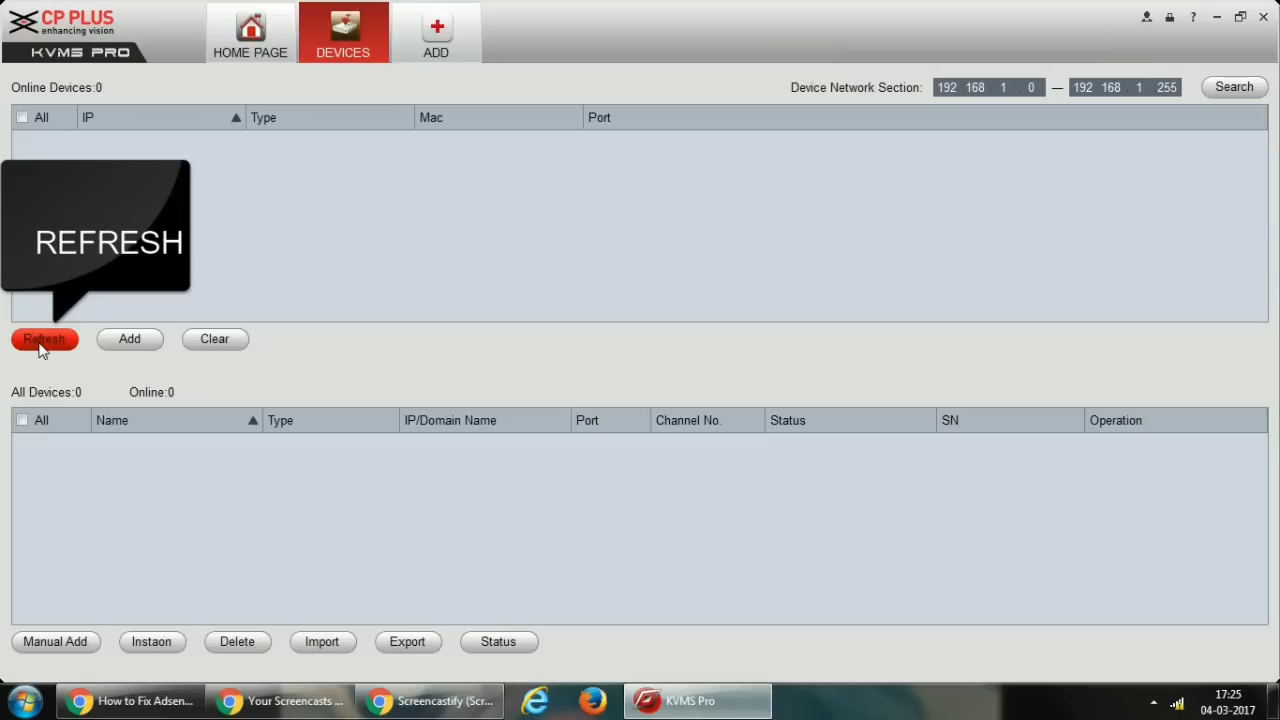 CP PLUS
enhancing vision
KVMS PRO
HOME PAGE
DEVICES
ADD
Online Devices:0
Device Network Section: 192 . 168 . 1 . 0 — 192 . 168 . 1 . 255 Search
All IP Type Mac Port
REFRESH
Refresh Add Clear
All Devices:0 Online:0
All Name Type IP/Domain Name Port Channel No. Status SN Operation
Manual Add Instaon Delete Import Export Status
How to Fix Adsen... Your Screencasts ... Screencastify (Scr... KVMS Pro
17:25
04-03-2017